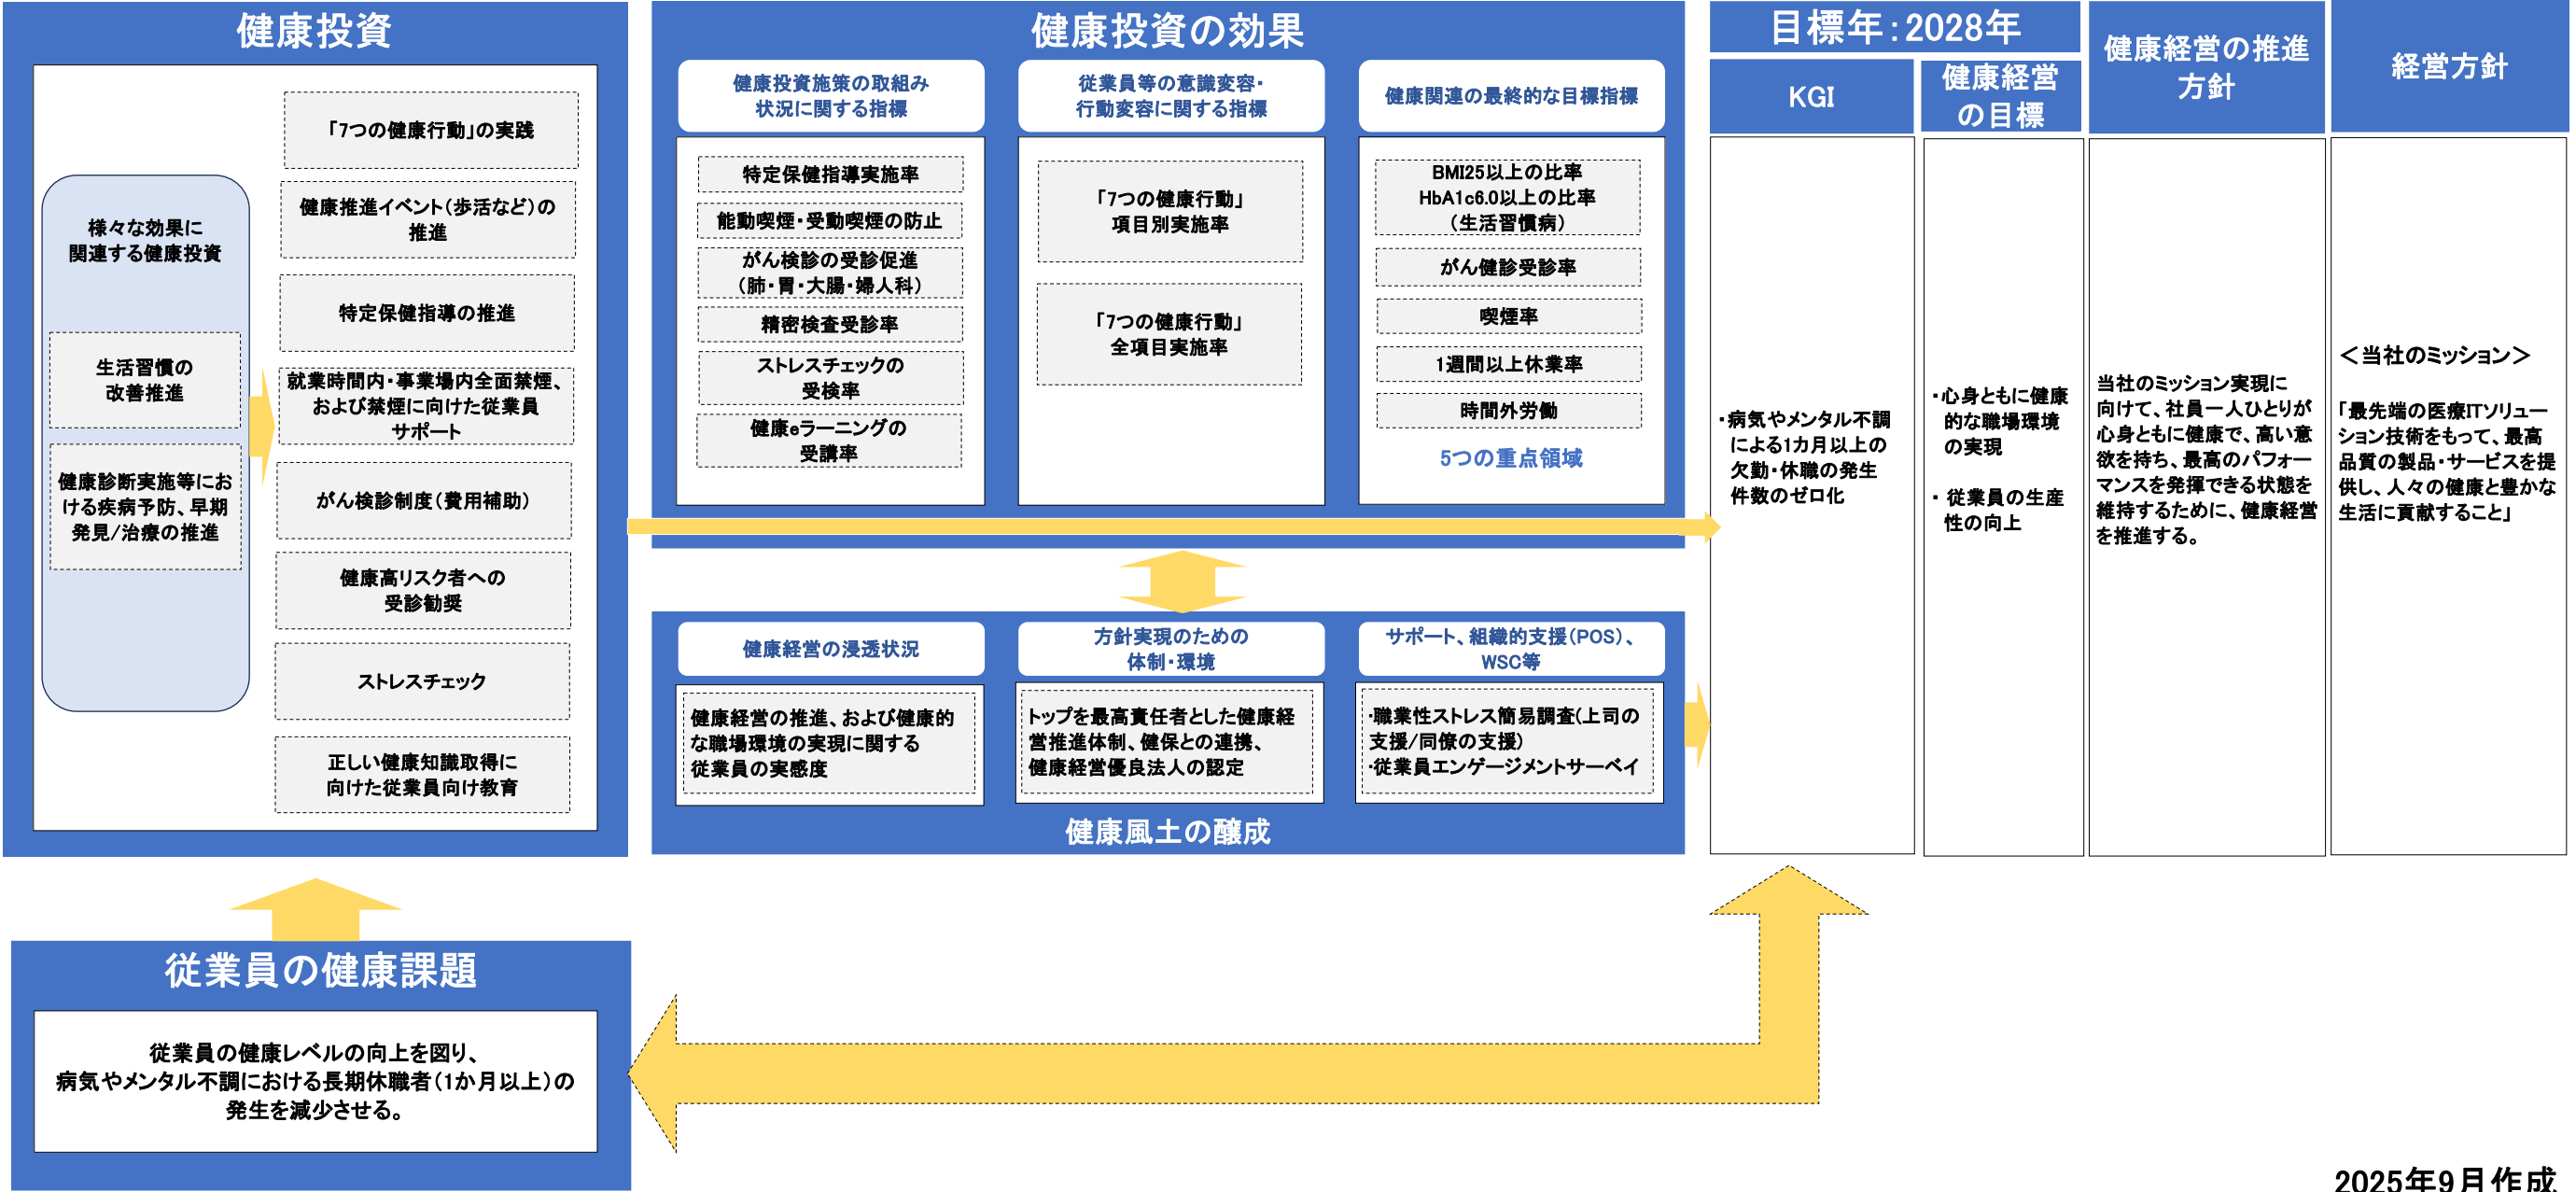 健康投資
様々な効果に
関連する健康投資
生活習慣の
改善推進
健康診断実施等にお
ける疾病予防、早期
発見/治療の推進
「7つの健康行動」の実践
健康推進イベント(歩活など)の
推進
特定保健指導の推進
就業時間内・事業場内全面禁煙、
および禁煙に向けた従業員
サポート
がん検診制度(費用補助)
健康高リスク者への
受診勧奨
ストレスチェック
正しい健康知識取得に
向けた従業員向け教育
健康投資の効果
健康投資施策の取組み
状況に関する指標
特定保健指導実施率
能動喫煙・受動喫煙の防止
がん検診の受診促進
(肺・胃・大腸・婦人科)
精密検査受診率
ストレスチェックの
受検率
健康eラーニングの
受講率
従業員等の意識変容・
行動変容に関する指標
「7つの健康行動」
項目別実施率
「7つの健康行動」
全項目実施率
健康関連の最終的な目標指標
BMI25以上の比率
HbA1c6.0以上の比率
(生活習慣病)
がん健診受診率
喫煙率
1週間以上休業率
時間外労働
5つの重点領域
健康経営の浸透状況
健康経営の推進、および健康的
な職場環境の実現に関する
従業員の実感度
方針実現のための
体制・環境
トップを最高責任者とした健康経
営推進体制、健保との連携、
健康経営優良法人の認定
サポート、組織的支援(POS)、
WSC等
・職業性ストレス簡易調査(上司の
支援/同僚の支援)
・従業員エンゲージメントサーベイ
健康風土の醸成
目標年:2028年
KGI
・病気やメンタル不調
による1カ月以上の
欠勤・休職の発生
件数のゼロ化
健康経営
の目標
・心身ともに健康
的な職場環境
の実現
・ 従業員の生産
性の向上
健康経営の推進
方針
当社のミッション実現に
向けて、社員一人ひとりが
心身ともに健康で、高い意
欲を持ち、最高のパフォー
マンスを発揮できる状態を
維持するために、健康経営
を推進する。
経営方針
<当社のミッション>
「最先端の医療ITソリュー
ション技術をもって、最高
品質の製品・サービスを提
供し、人々の健康と豊かな
生活に貢献すること」
従業員の健康課題
従業員の健康レベルの向上を図り、
病気やメンタル不調における長期休職者(1か月以上)の
発生を減少させる。
2025年9月作成